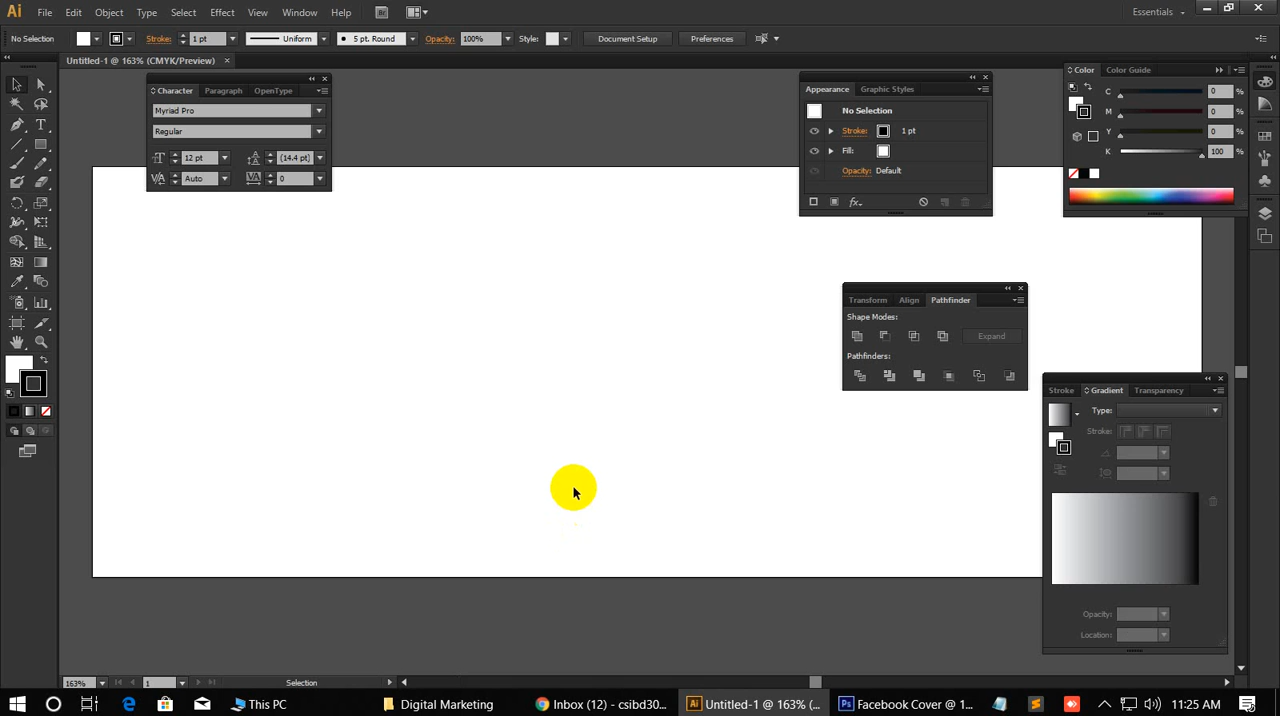 Ai File Edit Object Type Select Effect View Window Help Br Essentials
No Selection Stroke: 1 pt Uniform 5 pt. Round Opacity: 100% Style: Document Setup Preferences
Untitled-1 @ 163% (CMYK/Preview)
Character Paragraph OpenType
Myriad Pro
Regular
12 pt (14.4 pt)
Auto 0
Appearance Graphic Styles
No Selection
Stroke: 1 pt
Fill:
Opacity: Default
fx
Color Color Guide
C 0 %
M 0 %
Y 0 %
K 100 %
Transform Align Pathfinder
Shape Modes:
Expand
Pathfinders:
Stroke Gradient Transparency
Type:
Stroke:
Opacity:
Location:
163% 1 Selection
This PC Digital Marketing Inbox (12) - csibd30... Ai Untitled-1 @ 163% (... Ps Facebook Cover @ 1... 11:25 AM